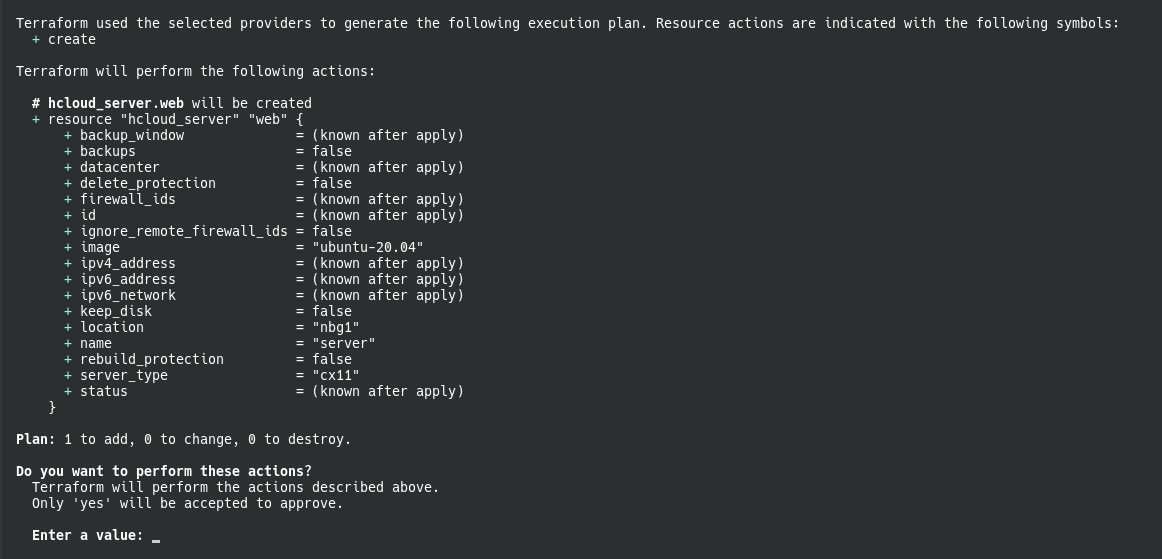 Terraform used the selected providers to generate the following execution plan. Resource actions are indicated with the following symbols:
  + create

Terraform will perform the following actions:

  # hcloud_server.web will be created
  + resource "hcloud_server" "web" {
      + backup_window              = (known after apply)
      + backups                    = false
      + datacenter                 = (known after apply)
      + delete_protection          = false
      + firewall_ids               = (known after apply)
      + id                         = (known after apply)
      + ignore_remote_firewall_ids = false
      + image                      = "ubuntu-20.04"
      + ipv4_address               = (known after apply)
      + ipv6_address               = (known after apply)
      + ipv6_network               = (known after apply)
      + keep_disk                  = false
      + location                   = "nbg1"
      + name                       = "server"
      + rebuild_protection         = false
      + server_type                = "cx11"
      + status                     = (known after apply)
    }

Plan: 1 to add, 0 to change, 0 to destroy.

Do you want to perform these actions?
  Terraform will perform the actions described above.
  Only 'yes' will be accepted to approve.

  Enter a value: